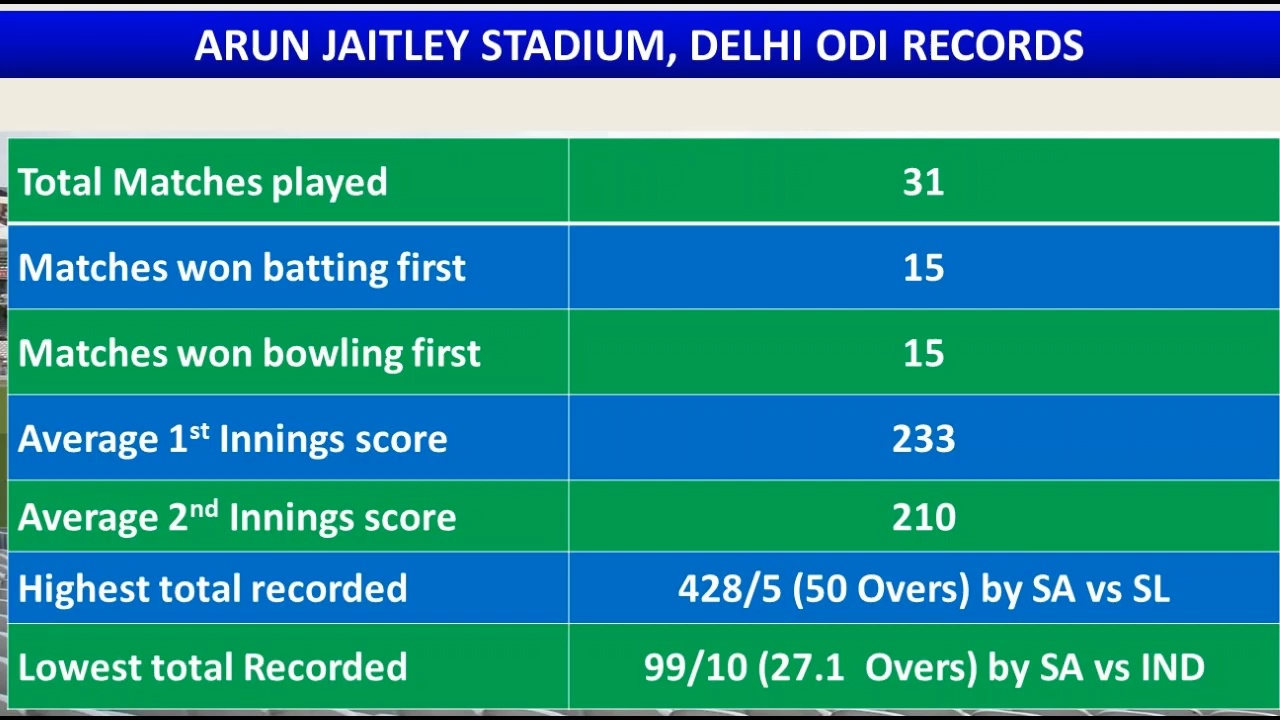 ARUN JAITLEY STADIUM, DELHI ODI RECORDS
Total Matches played 31
Matches won batting first 15
Matches won bowling first 15
Average 1st Innings score 233
Average 2nd Innings score 210
Highest total recorded 428/5 (50 Overs) by SA vs SL
Lowest total Recorded 99/10 (27.1 Overs) by SA vs IND